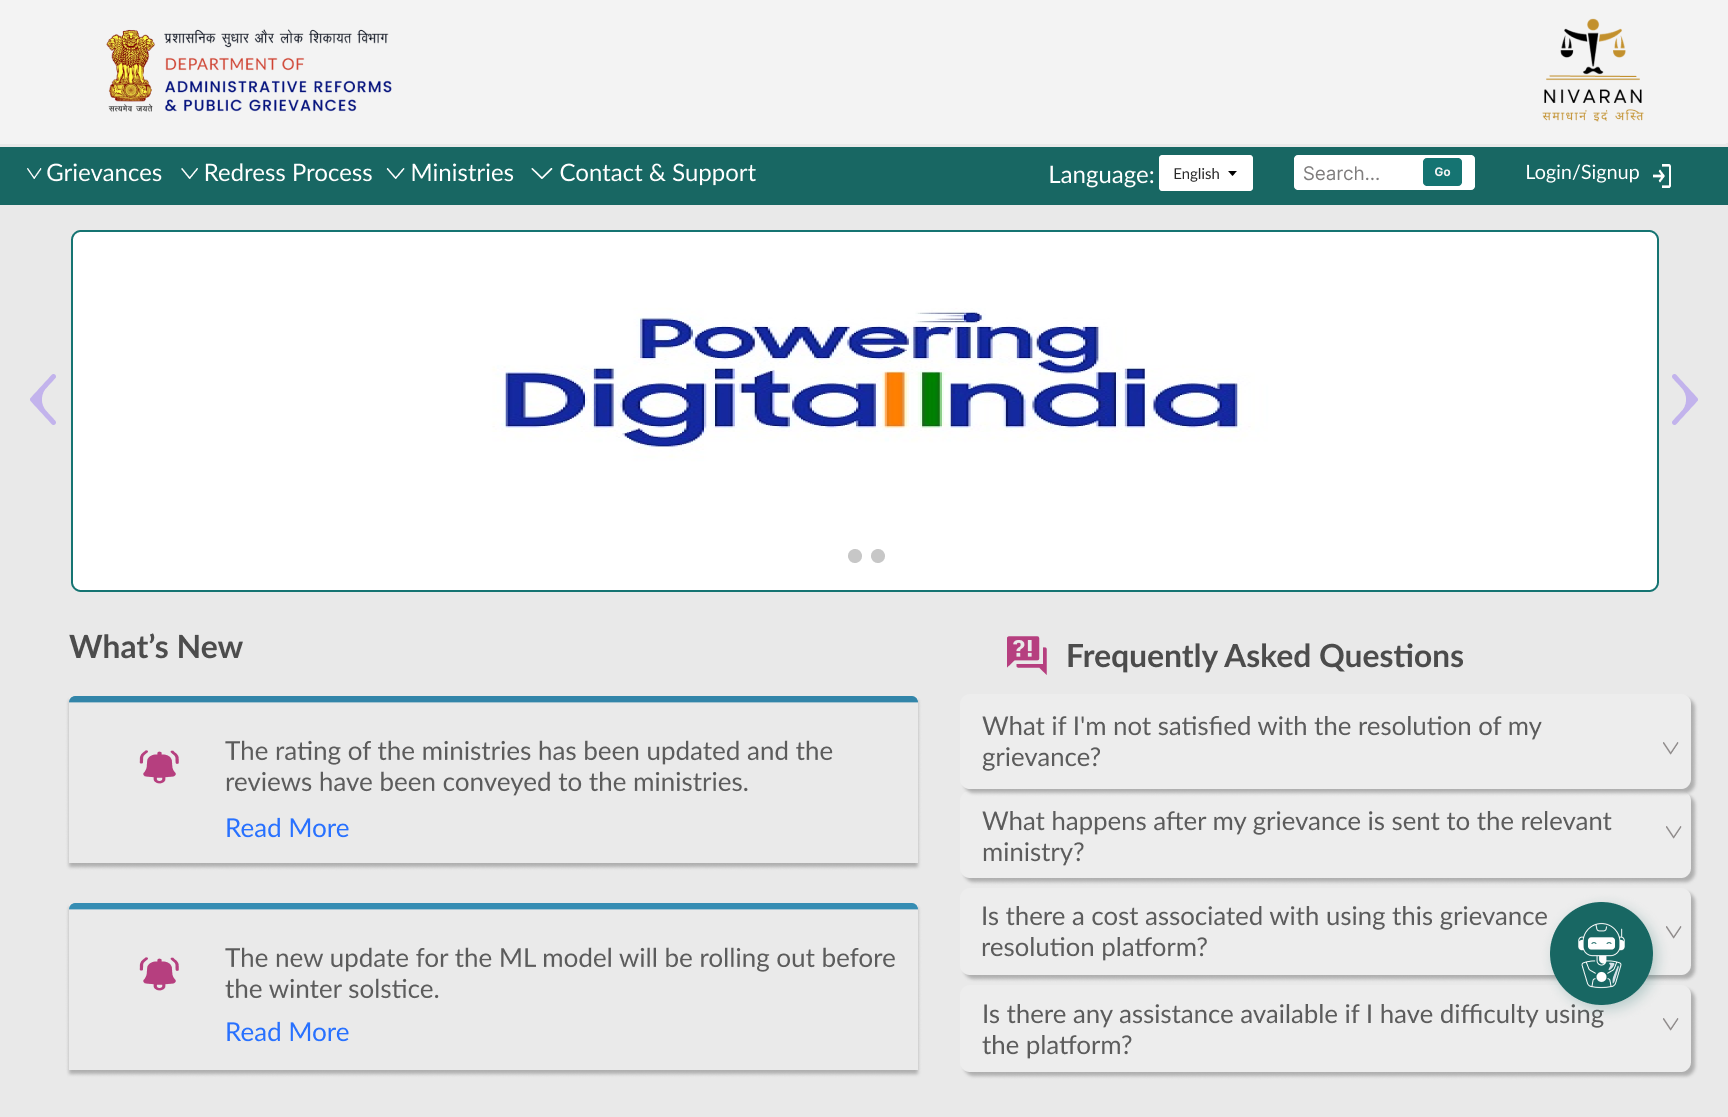 प्रशासनिक सुधार और लोक शिकायत विभाग
DEPARTMENT OF
ADMINISTRATIVE REFORMS
& PUBLIC GRIEVANCES
सत्यमेव जयते
NIVARAN
समाधानं इदं अस्ति
Grievances Redress Process Ministries Contact & Support Language: English Search... Go Login/Signup
Powering
Digital India
What's New
The rating of the ministries has been updated and the
reviews have been conveyed to the ministries.
Read More
The new update for the ML model will be rolling out before
the winter solstice.
Read More
?! Frequently Asked Questions
What if I'm not satisfied with the resolution of my
grievance?
What happens after my grievance is sent to the relevant
ministry?
Is there a cost associated with using this grievance
resolution platform?
Is there any assistance available if I have difficulty using
the platform?